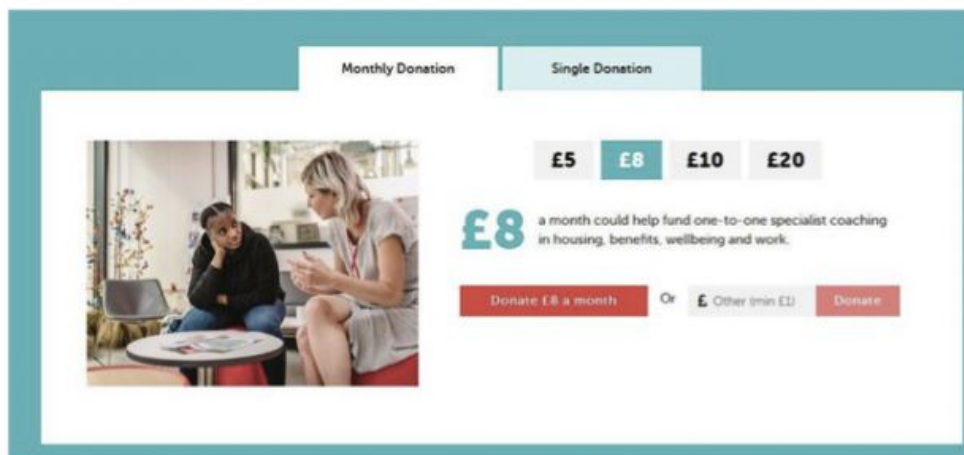 Monthly Donation
Single Donation
£5
£8
£10
£20
£8
a month could help fund one-to-one specialist coaching
in housing, benefits, wellbeing and work.
Donate £8 a month
Or
£ Other (min £1)
Donate